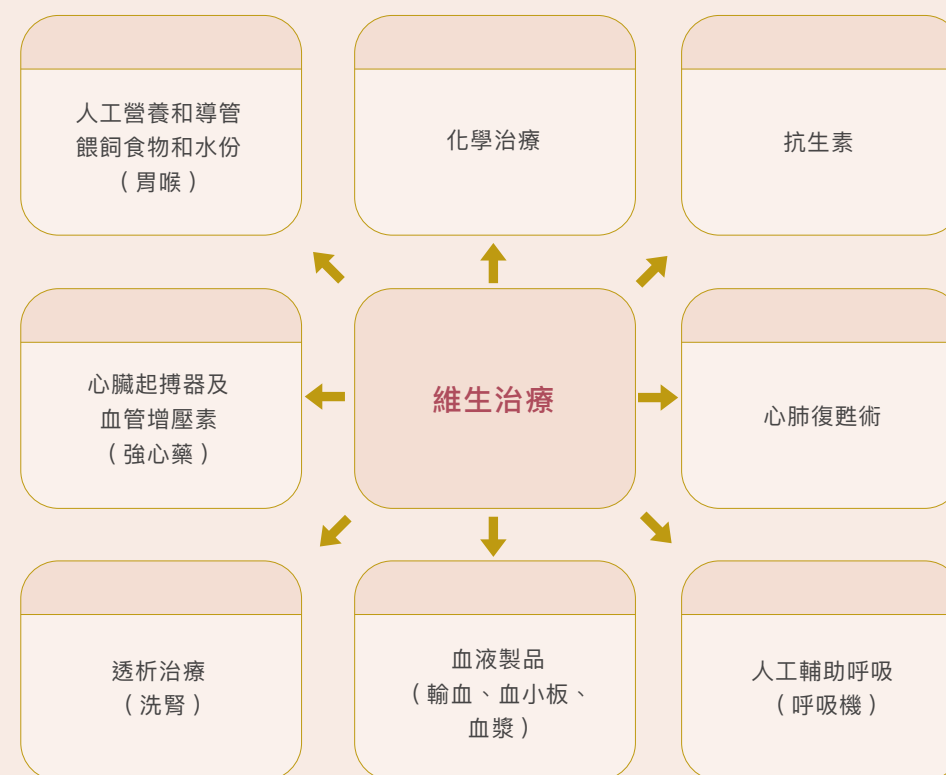 人工營養和導管
餵飼食物和水份
（胃喉）
化學治療
抗生素
心臟起搏器及
血管增壓素
（強心藥）
維生治療
心肺復甦術
透析治療
（洗腎）
血液製品
（輸血、血小板、
血漿）
人工輔助呼吸
（呼吸機）